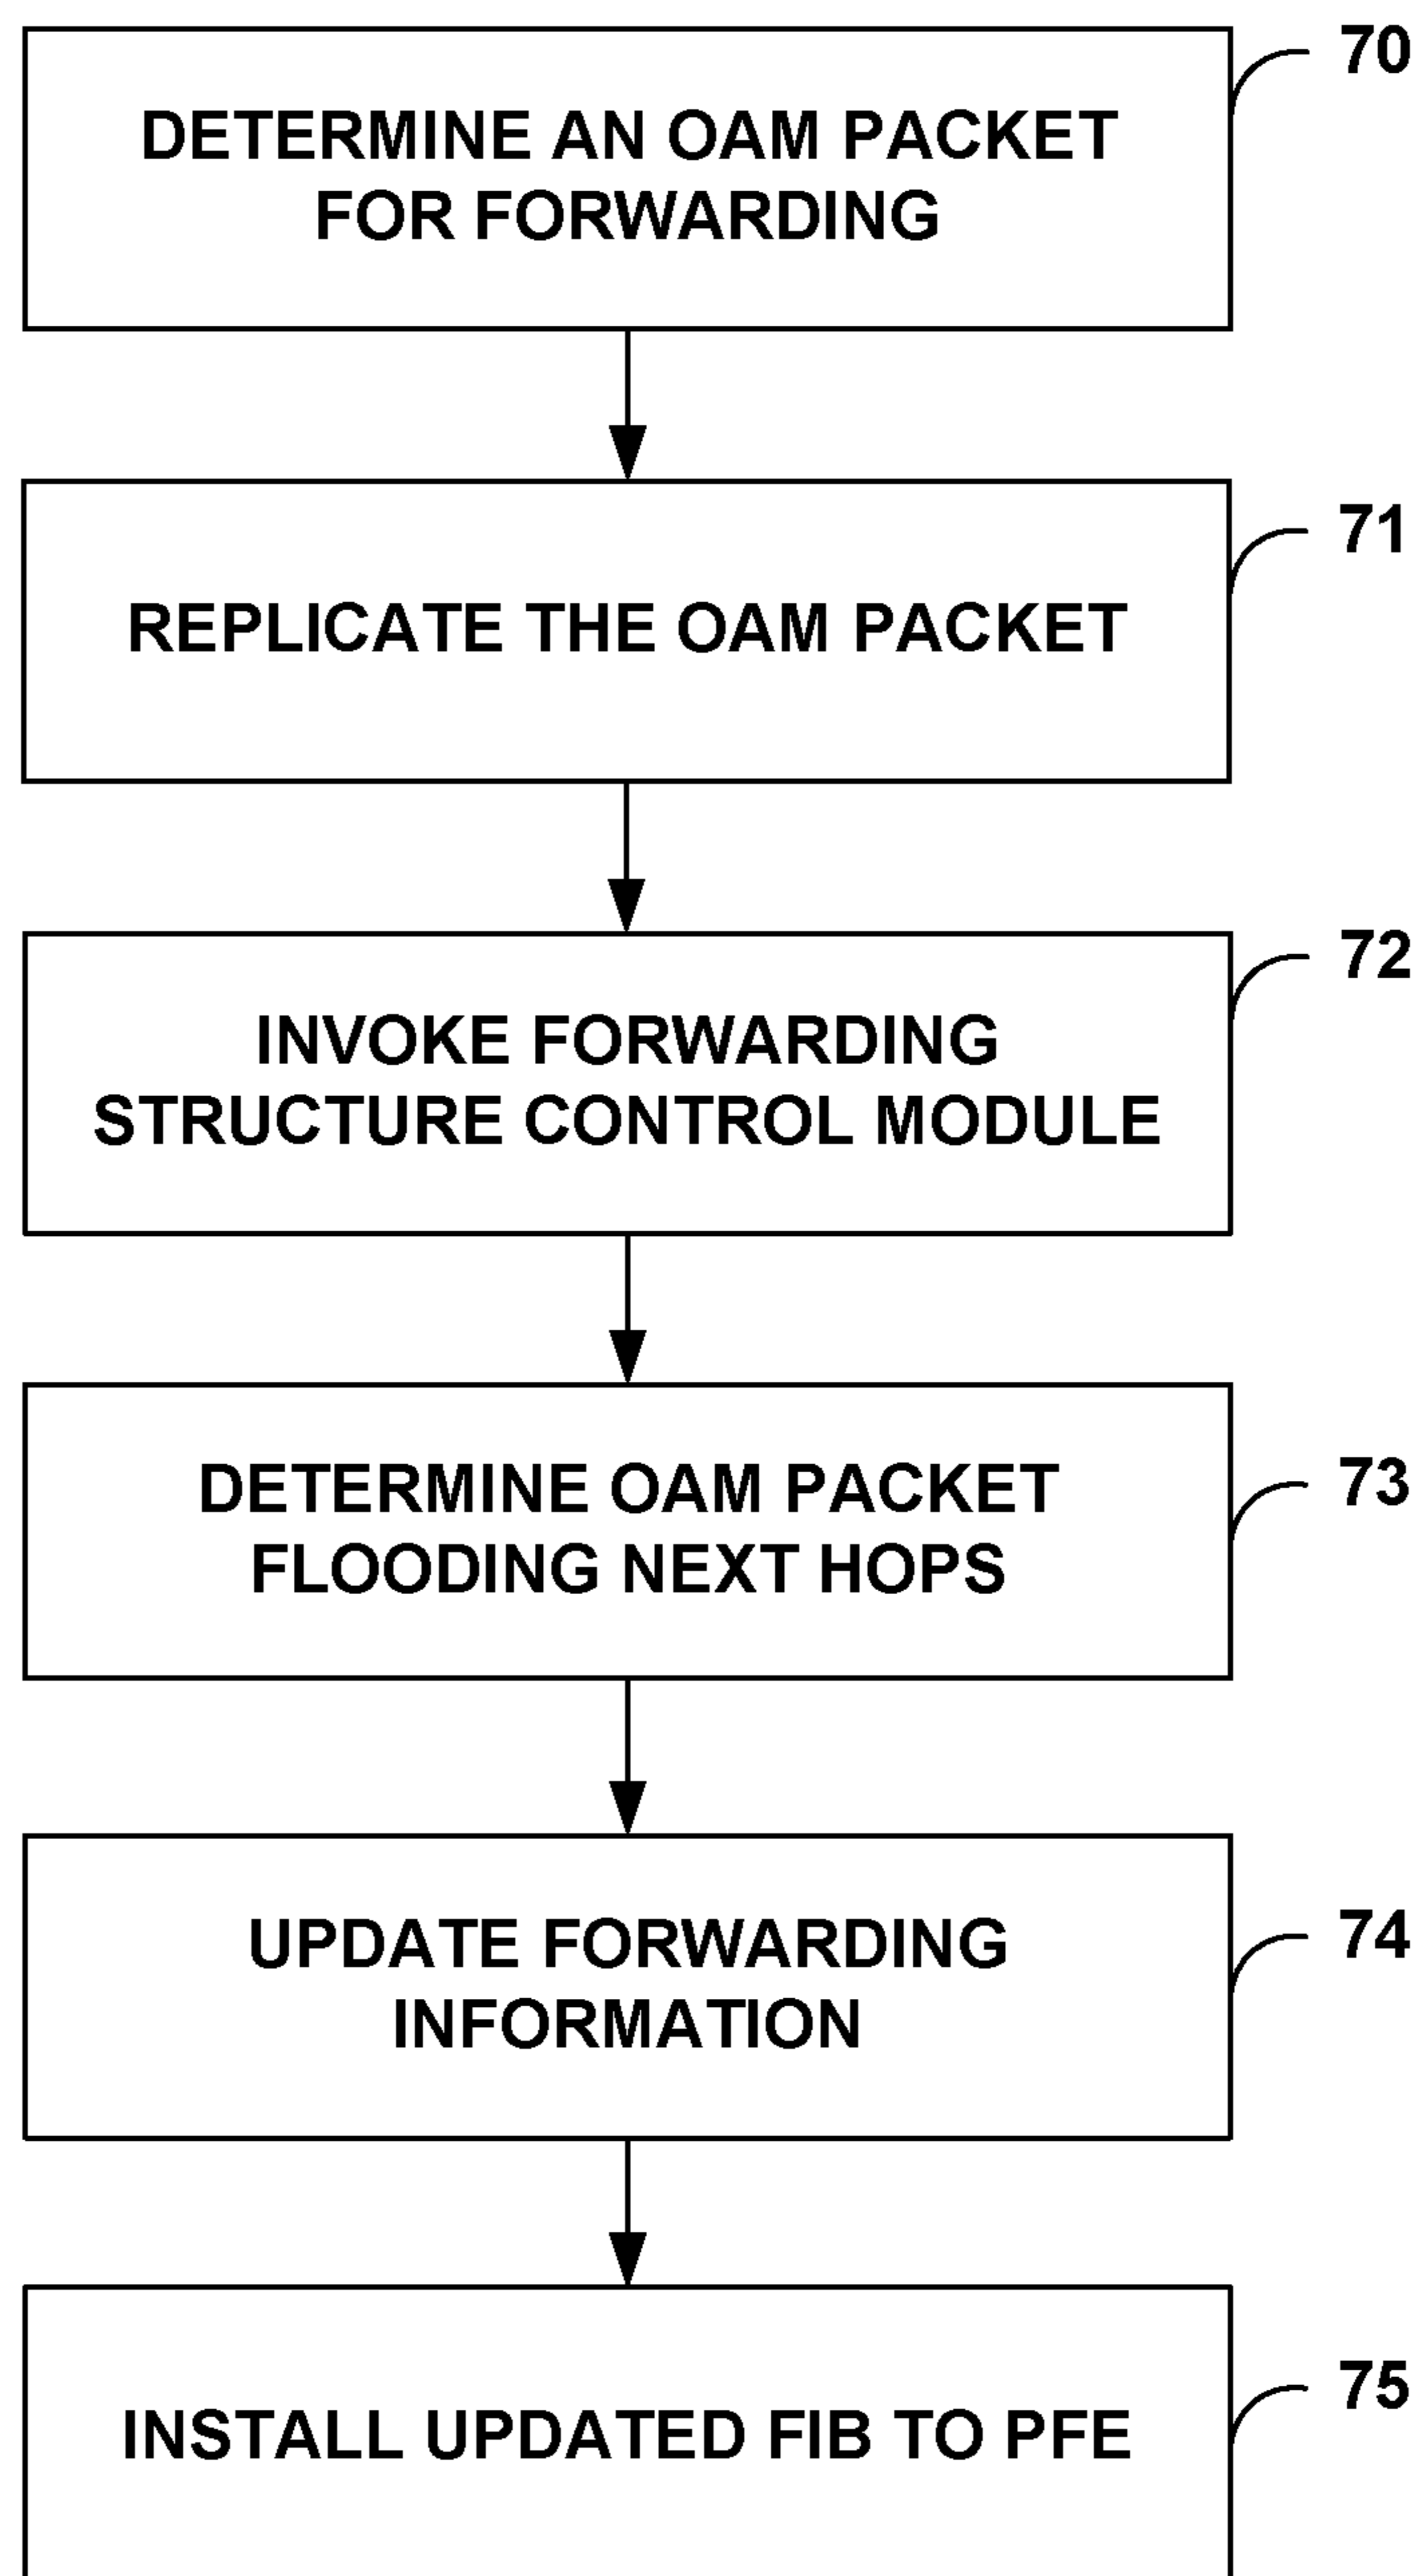 70
DETERMINE AN OAM PACKET
FOR FORWARDING
71
REPLICATE THE OAM PACKET
72
INVOKE FORWARDING
STRUCTURE CONTROL MODULE
73
DETERMINE OAM PACKET
FLOODING NEXT HOPS
74
UPDATE FORWARDING
INFORMATION
75
INSTALL UPDATED FIB TO PFE